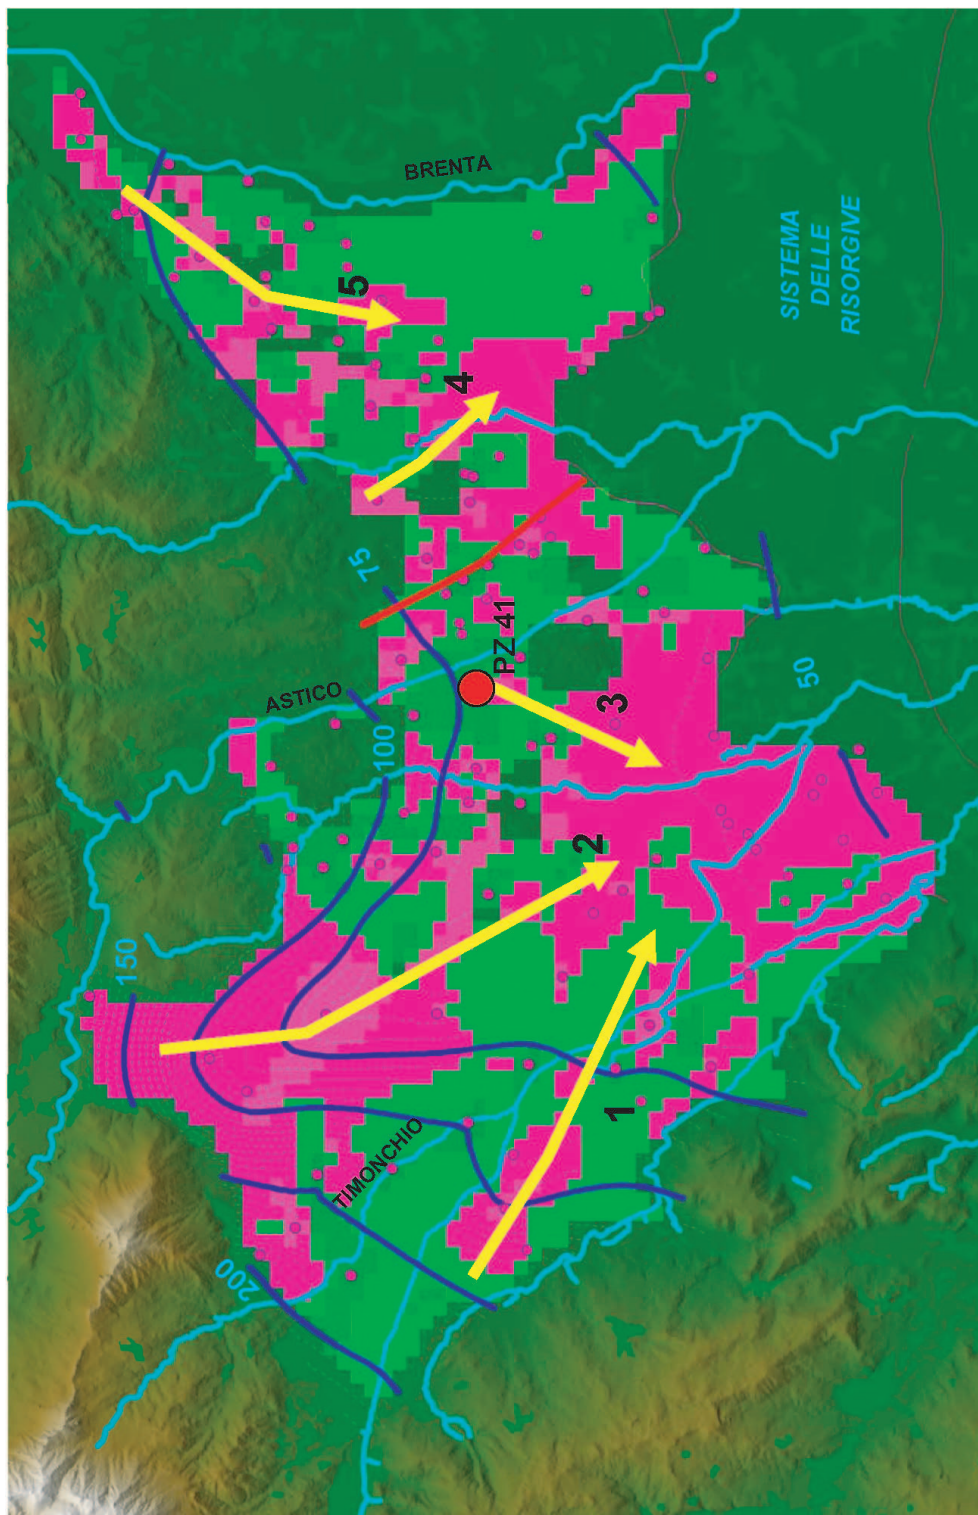 BRENTA
5
4
SISTEMA
DELLE
RISORGIVE
75
PZ 41
ASTICO
3
50
100
2
150
1
TIMONCHIO
200